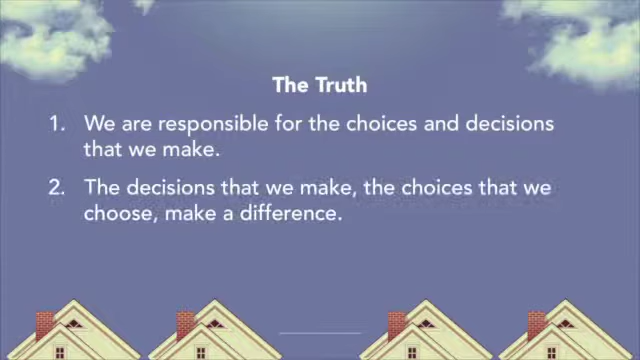 The Truth
1. We are responsible for the choices and decisions
that we make.
2. The decisions that we make, the choices that we
choose, make a difference.